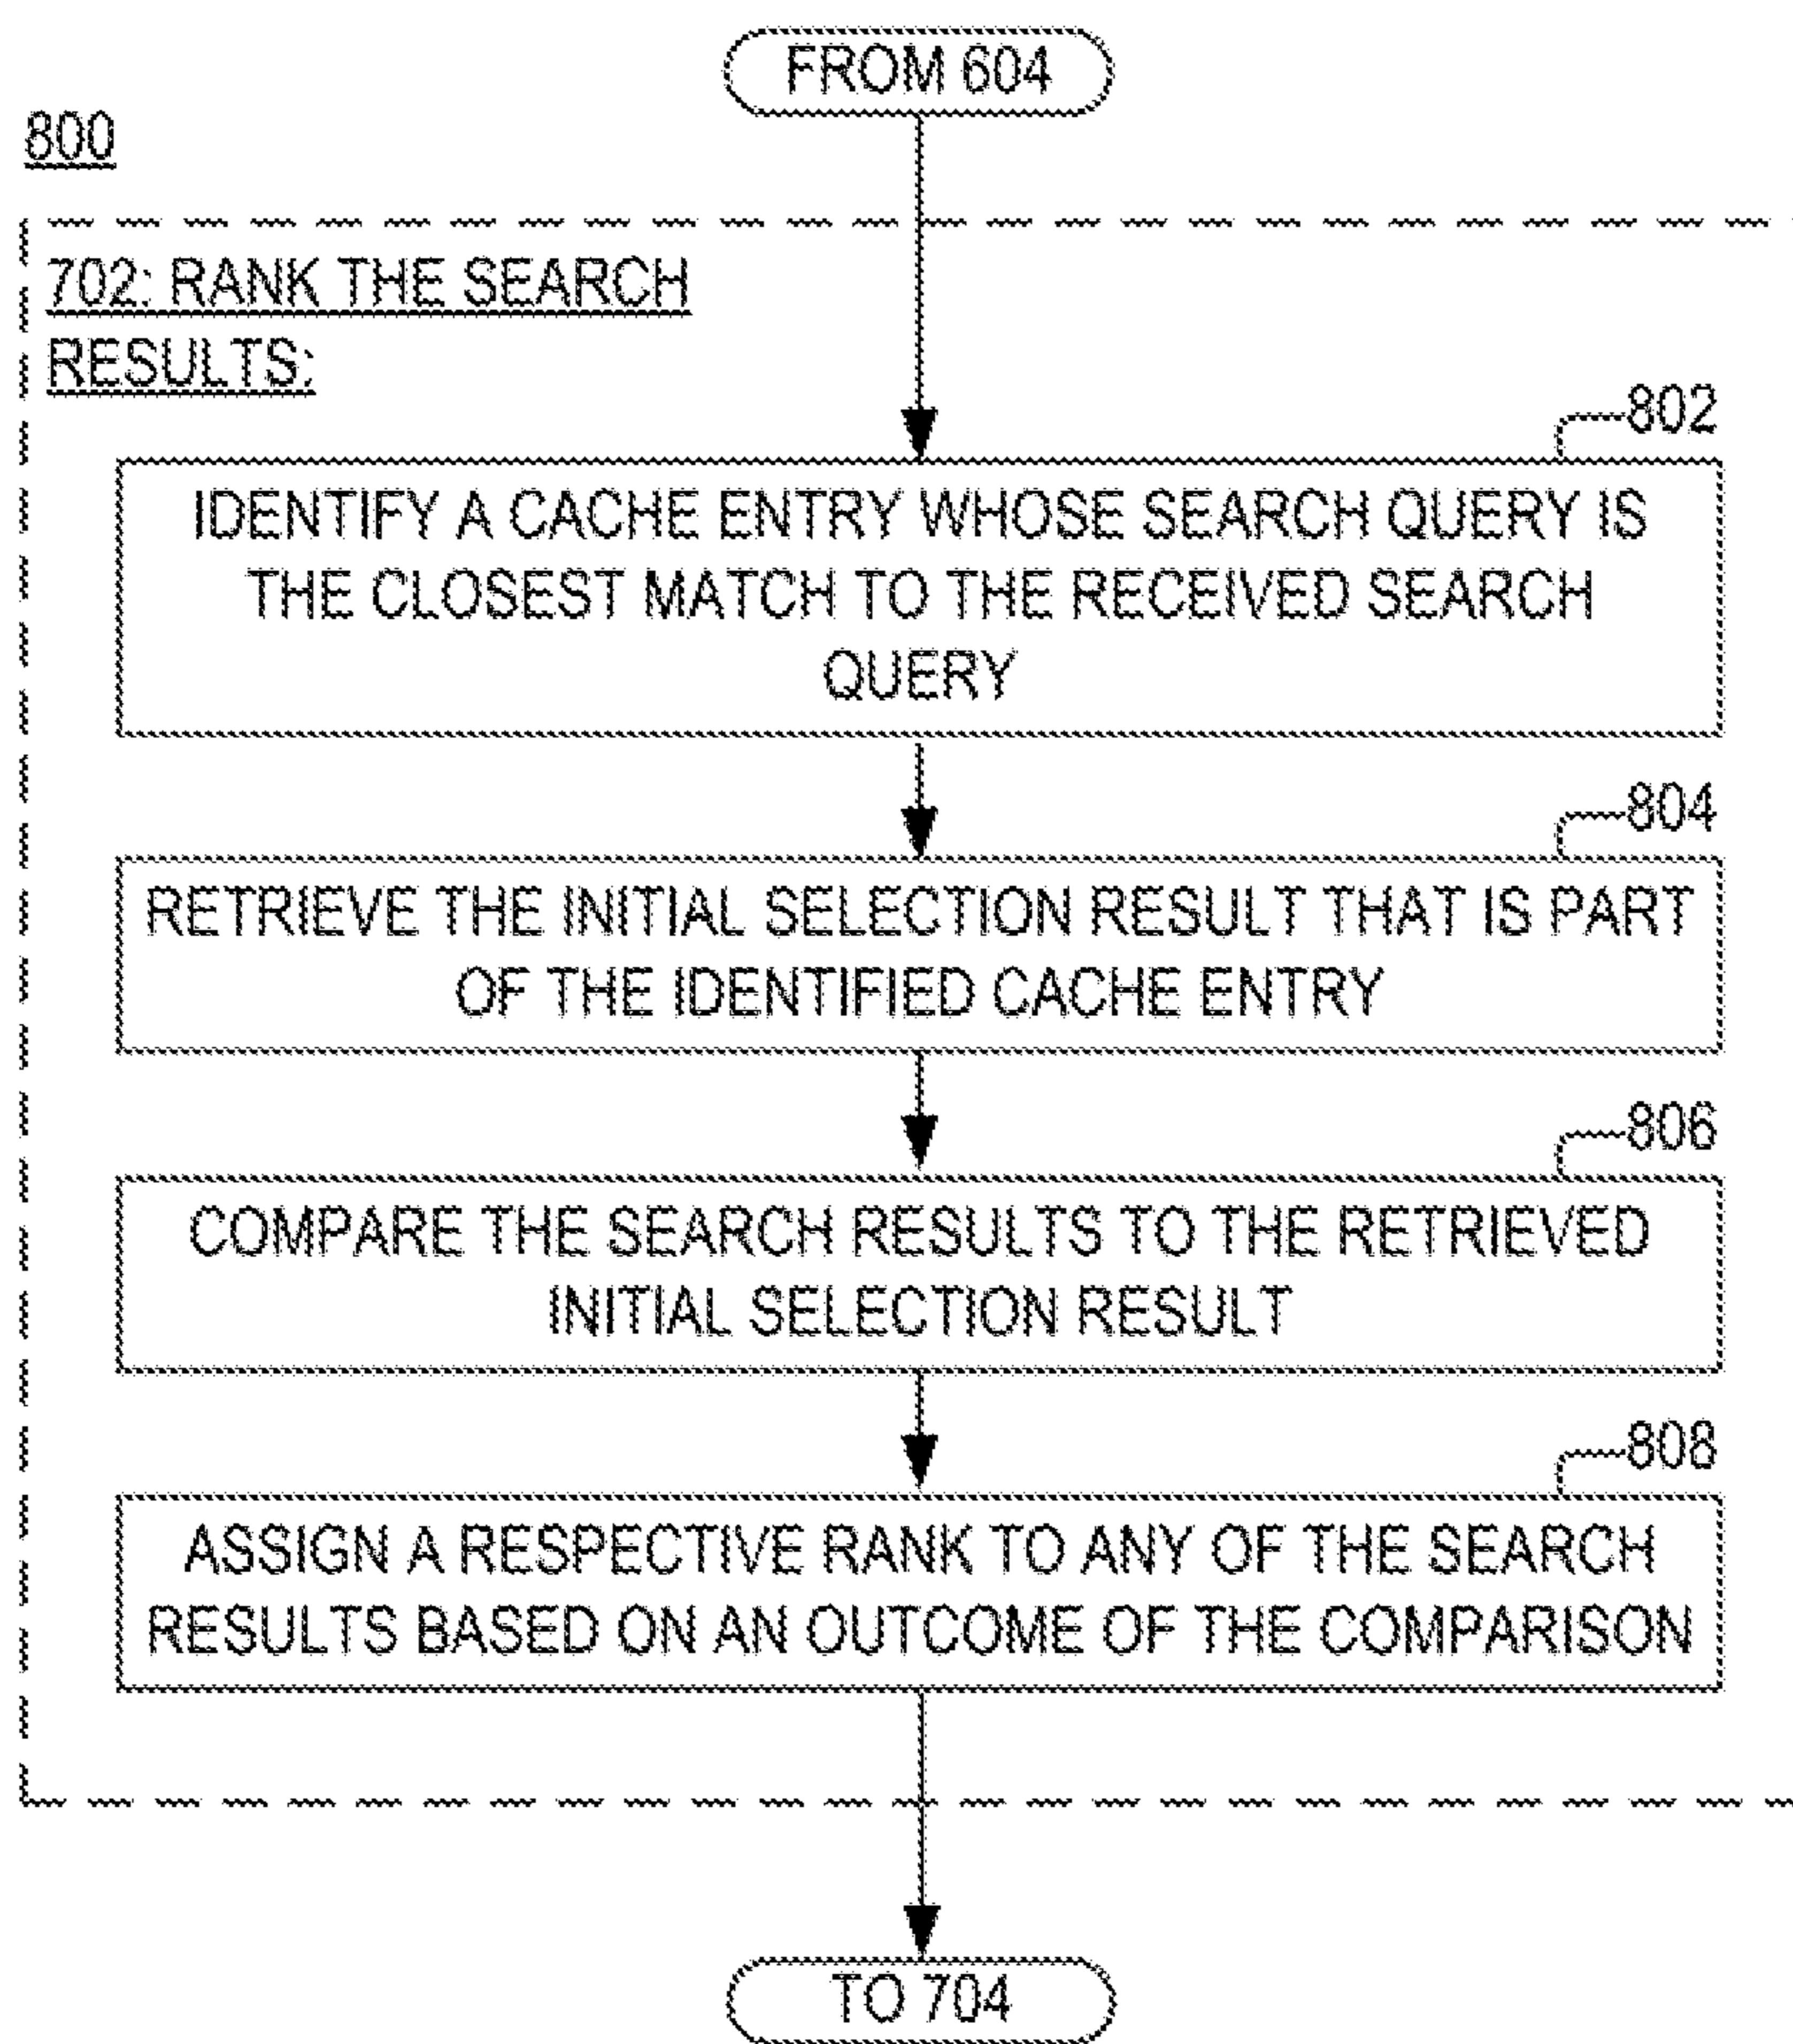 FROM 604
800
702: RANK THE SEARCH
RESULTS:
802
IDENTIFY A CACHE ENTRY WHOSE SEARCH QUERY IS
THE CLOSEST MATCH TO THE RECEIVED SEARCH
QUERY
804
RETRIEVE THE INITIAL SELECTION RESULT THAT IS PART
OF THE IDENTIFIED CACHE ENTRY
806
COMPARE THE SEARCH RESULTS TO THE RETRIEVED
INITIAL SELECTION RESULT
808
ASSIGN A RESPECTIVE RANK TO ANY OF THE SEARCH
RESULTS BASED ON AN OUTCOME OF THE COMPARISON
TO 704